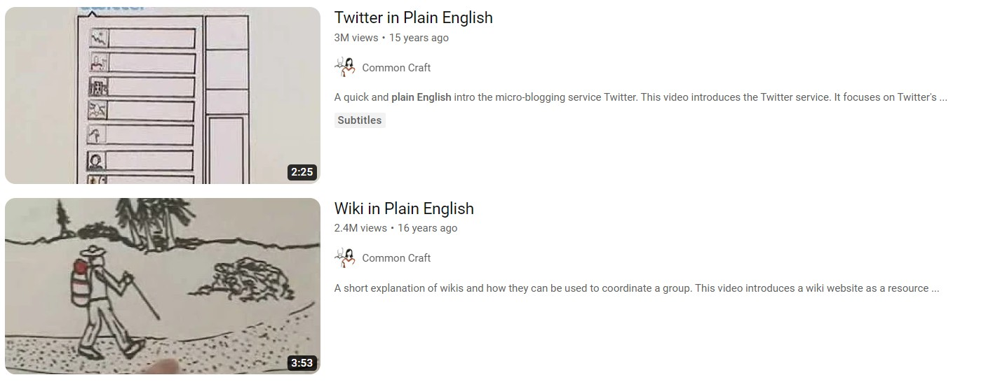 Twitter in Plain English
3M views • 15 years ago
Common Craft
A quick and plain English intro the micro-blogging service Twitter. This video introduces the Twitter service. It focuses on Twitter's ...
Subtitles
2:25
Wiki in Plain English
2.4M views • 16 years ago
Common Craft
A short explanation of wikis and how they can be used to coordinate a group. This video introduces a wiki website as a resource ...
3:53